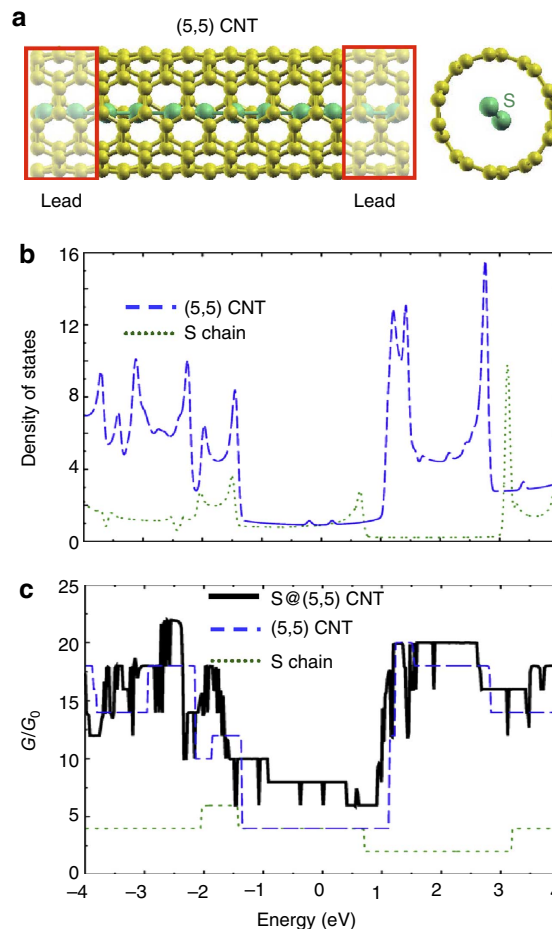 a
(5,5) CNT
S
Lead
Lead
b
16
12
8
4
0
Density of states
(5,5) CNT
S chain
c
25
20
15
10
5
0
G/G₀
S@(5,5) CNT
(5,5) CNT
S chain
−4 −3 −2 −1 0 1 2 3 4
Energy (eV)